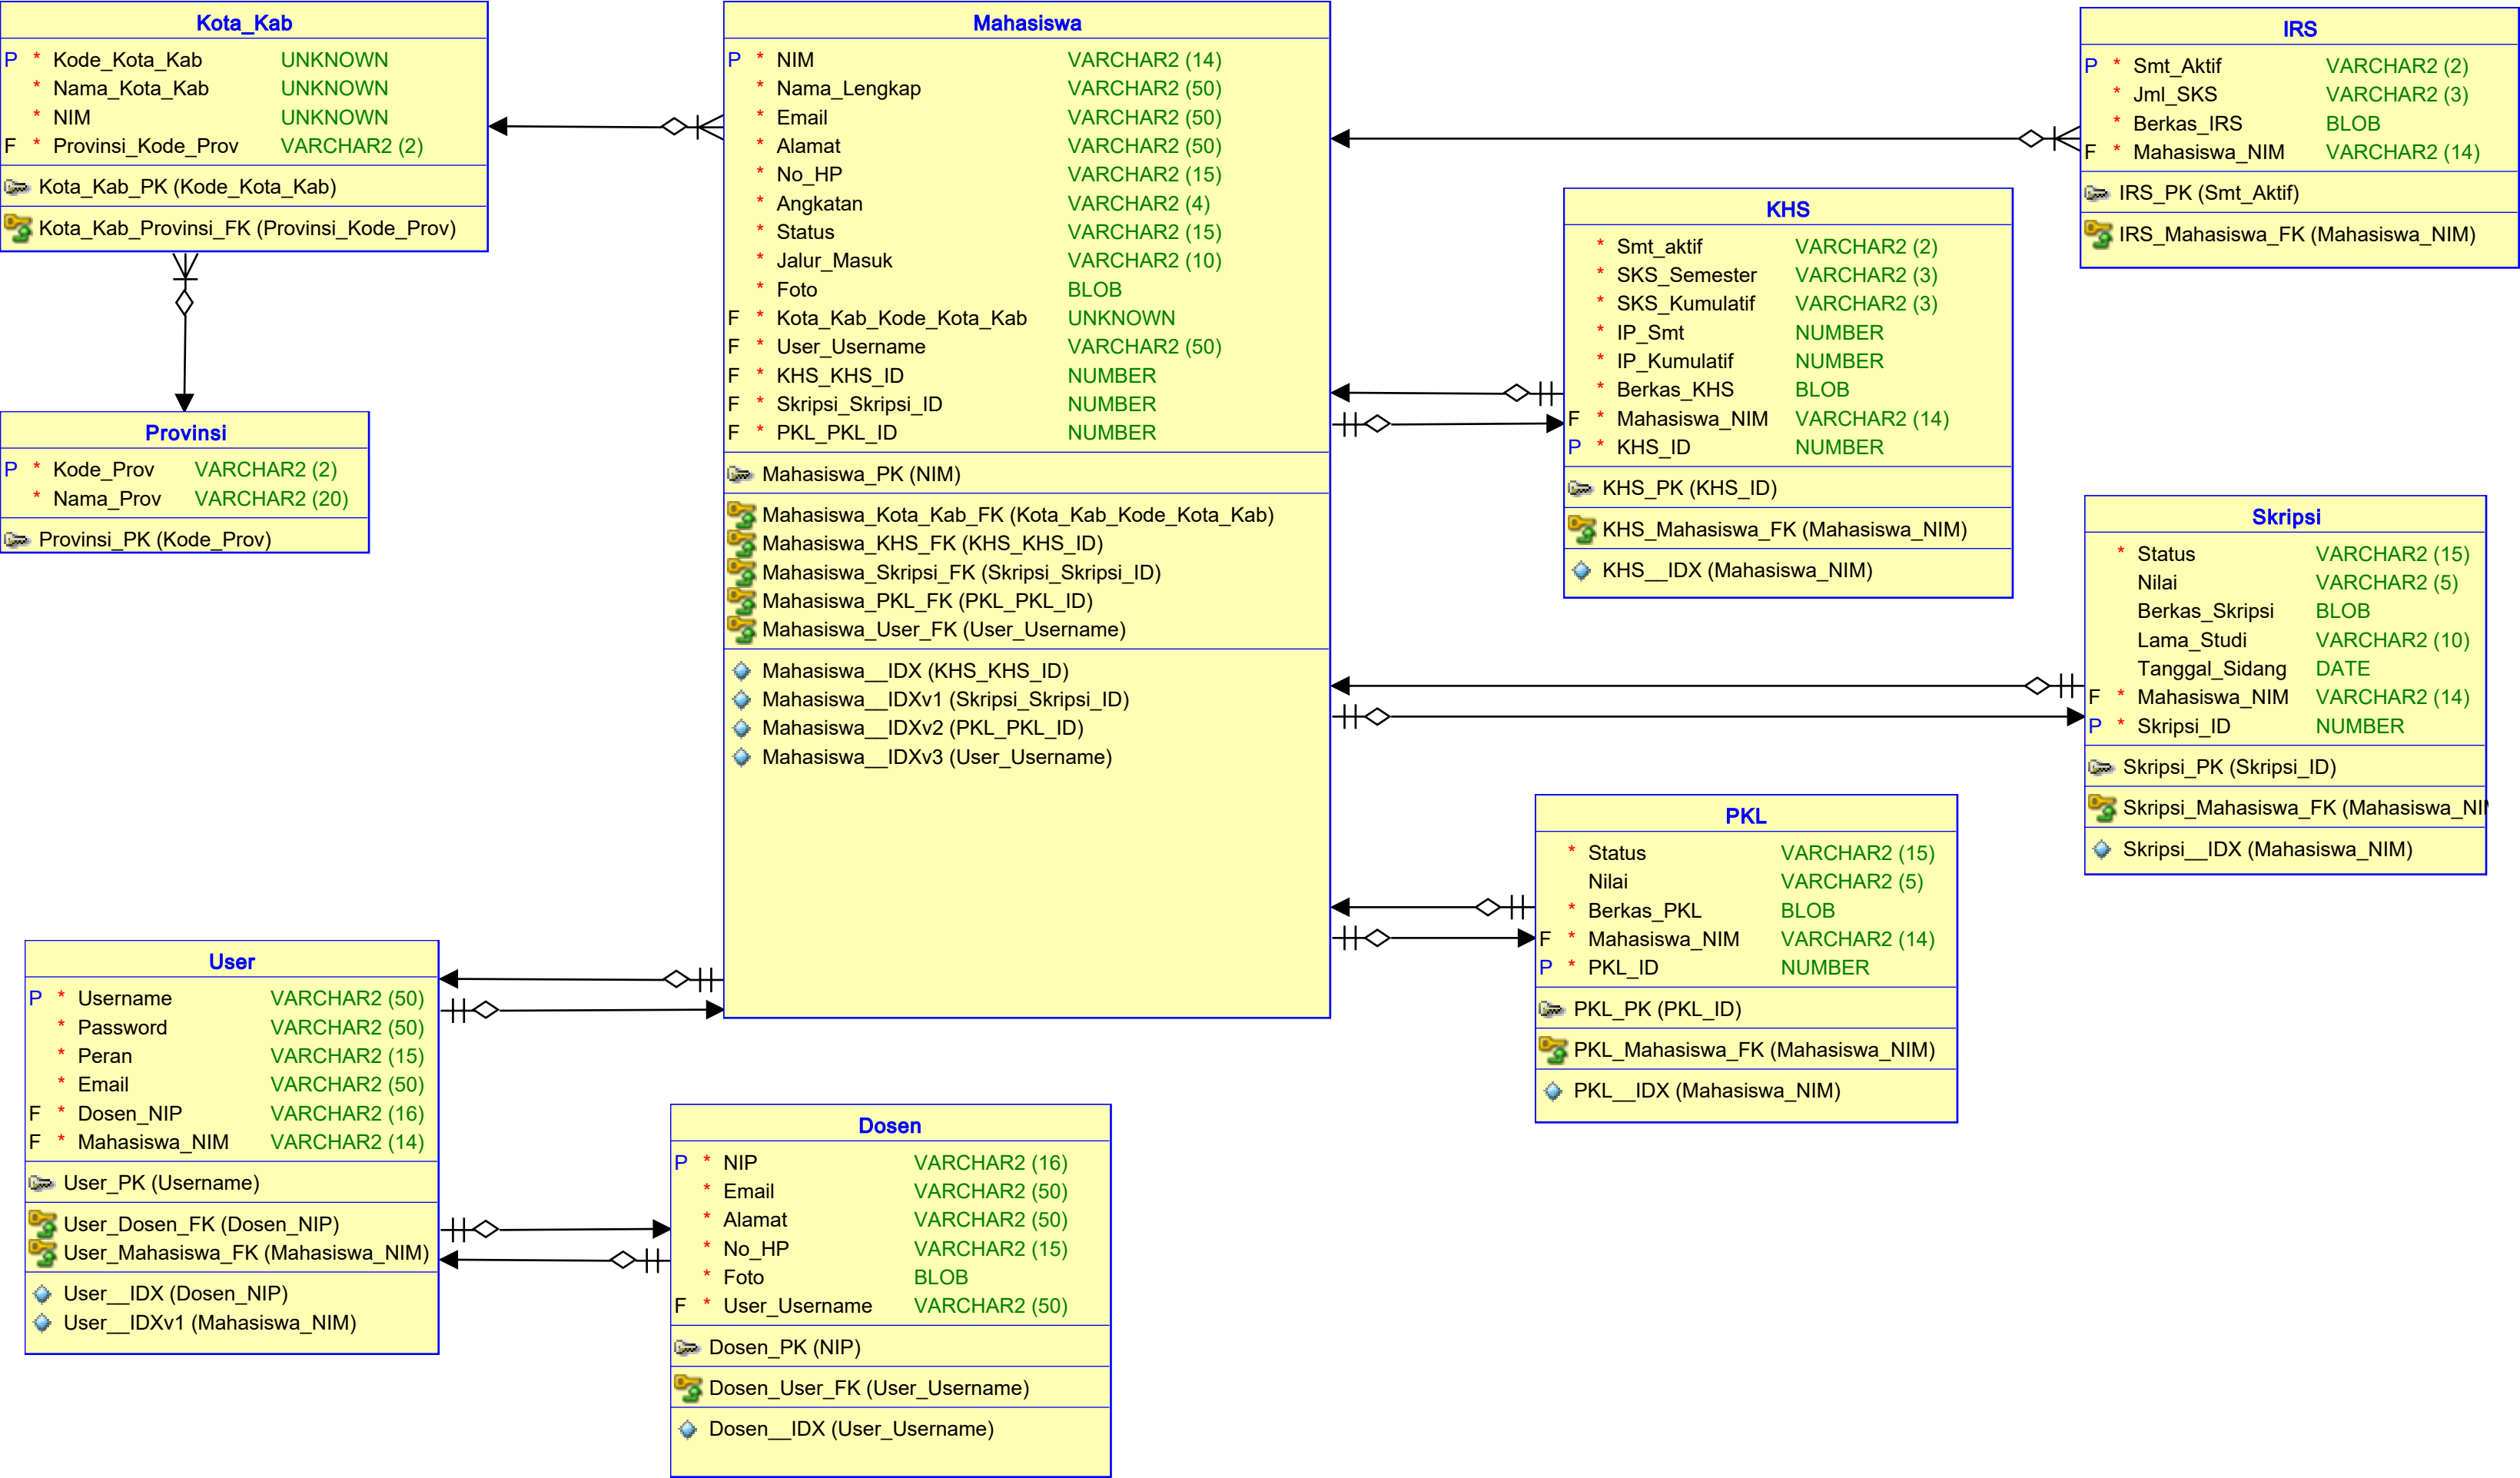 Kota_Kab
P * Kode_Kota_Kab UNKNOWN
* Nama_Kota_Kab UNKNOWN
* NIM UNKNOWN
F * Provinsi_Kode_Prov VARCHAR2 (2)
Kota_Kab_PK (Kode_Kota_Kab)
Kota_Kab_Provinsi_FK (Provinsi_Kode_Prov)
Provinsi
P * Kode_Prov VARCHAR2 (2)
* Nama_Prov VARCHAR2 (20)
Provinsi_PK (Kode_Prov)
Mahasiswa
P * NIM VARCHAR2 (14)
* Nama_Lengkap VARCHAR2 (50)
* Email VARCHAR2 (50)
* Alamat VARCHAR2 (50)
* No_HP VARCHAR2 (15)
* Angkatan VARCHAR2 (4)
* Status VARCHAR2 (15)
* Jalur_Masuk VARCHAR2 (10)
* Foto BLOB
F * Kota_Kab_Kode_Kota_Kab UNKNOWN
F * User_Username VARCHAR2 (50)
F * KHS_KHS_ID NUMBER
F * Skripsi_Skripsi_ID NUMBER
F * PKL_PKL_ID NUMBER
Mahasiswa_PK (NIM)
Mahasiswa_Kota_Kab_FK (Kota_Kab_Kode_Kota_Kab)
Mahasiswa_KHS_FK (KHS_KHS_ID)
Mahasiswa_Skripsi_FK (Skripsi_Skripsi_ID)
Mahasiswa_PKL_FK (PKL_PKL_ID)
Mahasiswa_User_FK (User_Username)
Mahasiswa__IDX (KHS_KHS_ID)
Mahasiswa__IDXv1 (Skripsi_Skripsi_ID)
Mahasiswa__IDXv2 (PKL_PKL_ID)
Mahasiswa__IDXv3 (User_Username)
IRS
P * Smt_Aktif VARCHAR2 (2)
* Jml_SKS VARCHAR2 (3)
* Berkas_IRS BLOB
F * Mahasiswa_NIM VARCHAR2 (14)
IRS_PK (Smt_Aktif)
IRS_Mahasiswa_FK (Mahasiswa_NIM)
KHS
* Smt_aktif VARCHAR2 (2)
* SKS_Semester VARCHAR2 (3)
* SKS_Kumulatif VARCHAR2 (3)
* IP_Smt NUMBER
* IP_Kumulatif NUMBER
* Berkas_KHS BLOB
F * Mahasiswa_NIM VARCHAR2 (14)
P * KHS_ID NUMBER
KHS_PK (KHS_ID)
KHS_Mahasiswa_FK (Mahasiswa_NIM)
KHS__IDX (Mahasiswa_NIM)
Skripsi
* Status VARCHAR2 (15)
Nilai VARCHAR2 (5)
Berkas_Skripsi BLOB
Lama_Studi VARCHAR2 (10)
Tanggal_Sidang DATE
F * Mahasiswa_NIM VARCHAR2 (14)
P * Skripsi_ID NUMBER
Skripsi_PK (Skripsi_ID)
Skripsi_Mahasiswa_FK (Mahasiswa_NI
Skripsi__IDX (Mahasiswa_NIM)
PKL
* Status VARCHAR2 (15)
Nilai VARCHAR2 (5)
* Berkas_PKL BLOB
F * Mahasiswa_NIM VARCHAR2 (14)
P * PKL_ID NUMBER
PKL_PK (PKL_ID)
PKL_Mahasiswa_FK (Mahasiswa_NIM)
PKL__IDX (Mahasiswa_NIM)
User
P * Username VARCHAR2 (50)
* Password VARCHAR2 (50)
* Peran VARCHAR2 (15)
* Email VARCHAR2 (50)
F * Dosen_NIP VARCHAR2 (16)
F * Mahasiswa_NIM VARCHAR2 (14)
User_PK (Username)
User_Dosen_FK (Dosen_NIP)
User_Mahasiswa_FK (Mahasiswa_NIM)
User__IDX (Dosen_NIP)
User__IDXv1 (Mahasiswa_NIM)
Dosen
P * NIP VARCHAR2 (16)
* Email VARCHAR2 (50)
* Alamat VARCHAR2 (50)
* No_HP VARCHAR2 (15)
* Foto BLOB
F * User_Username VARCHAR2 (50)
Dosen_PK (NIP)
Dosen_User_FK (User_Username)
Dosen__IDX (User_Username)